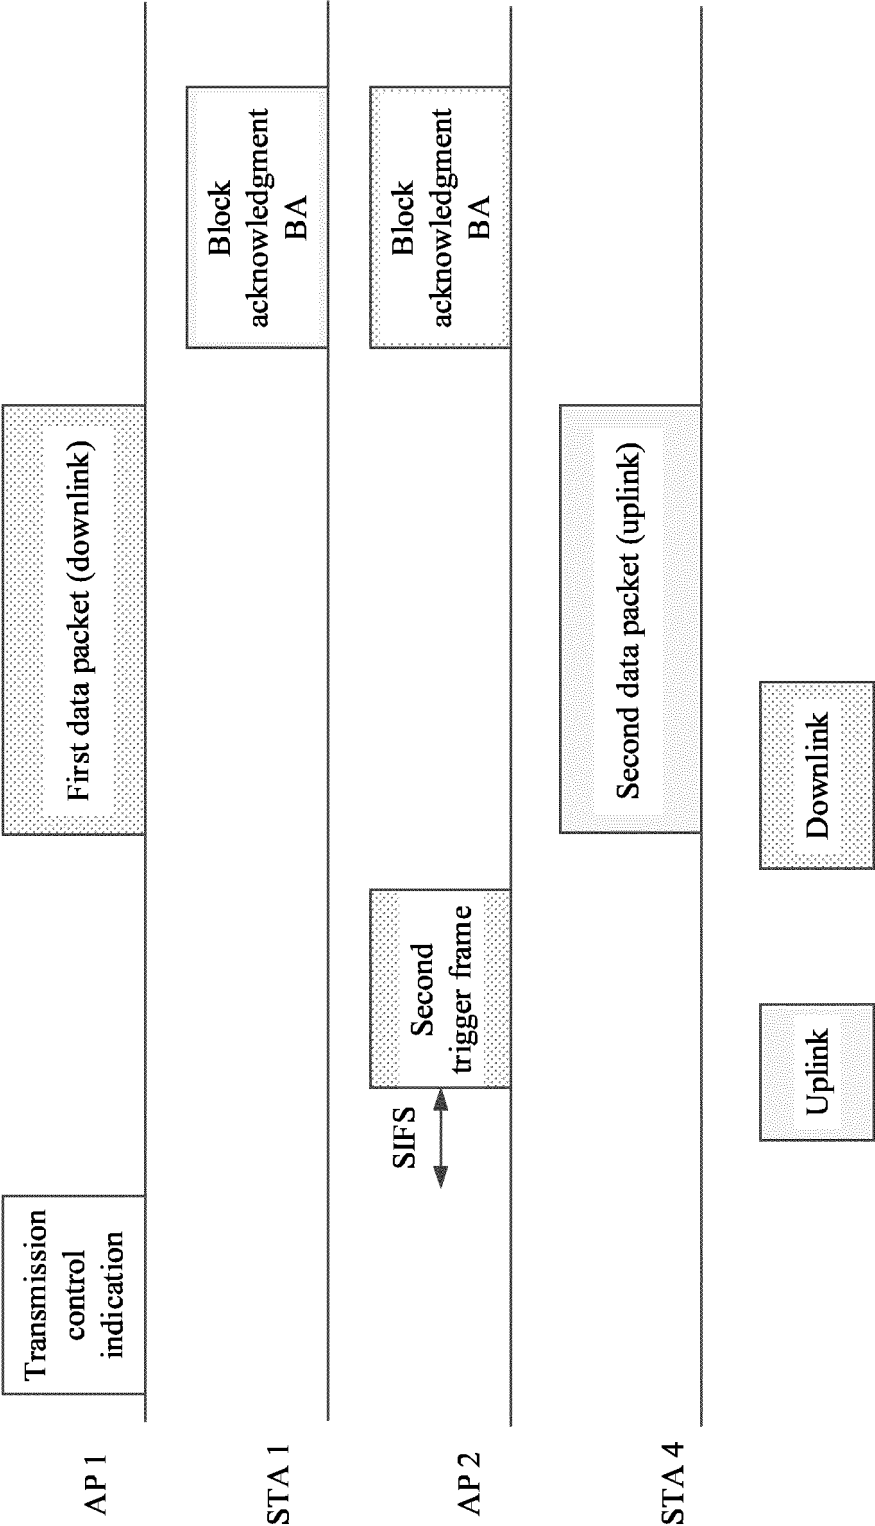 AP 1
Transmission
control
indication
First data packet (downlink)
STA 1
Block
acknowledgment
BA
AP 2
SIFS
Second
trigger frame
Block
acknowledgment
BA
STA 4
Second data packet (uplink)
Uplink
Downlink